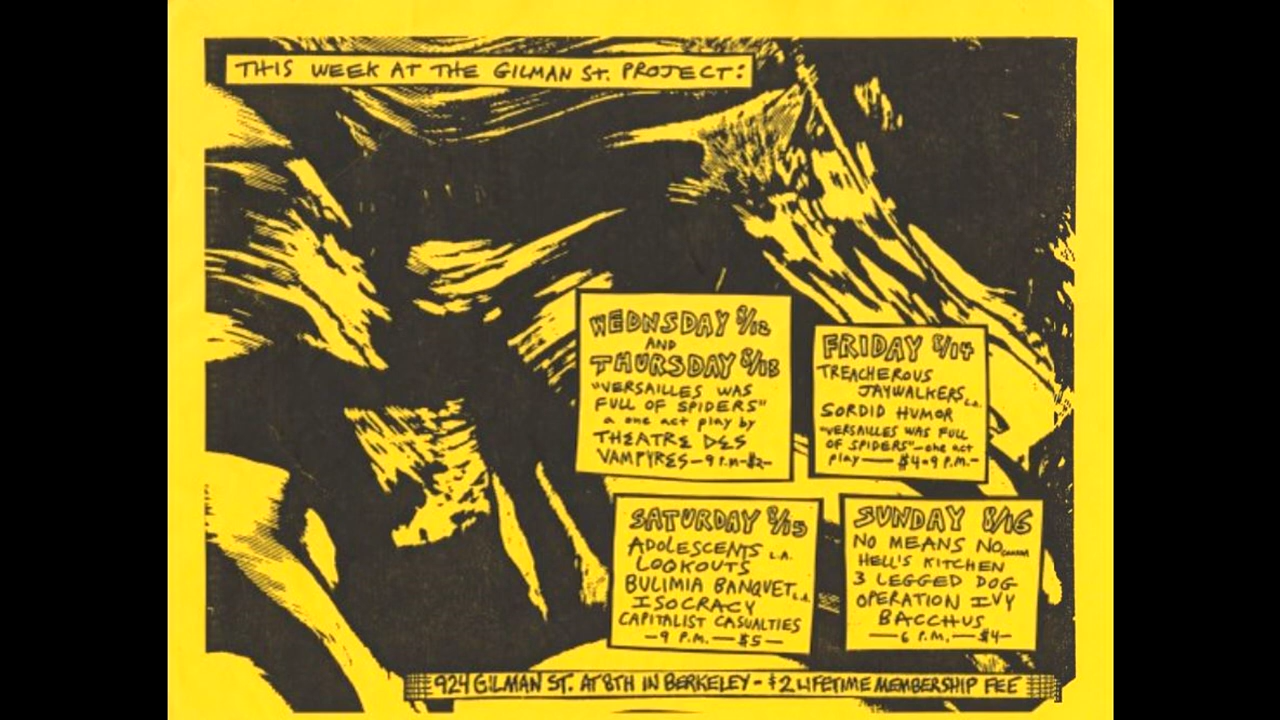 THIS WEEK AT THE GILMAN ST. PROJECT:
WEDNSDAY 8/12
AND
THURSDAY 8/13
"VERSAILLES WAS
FULL OF SPIDERS"
a one act play by
THEATRE DES
VAMPYRES-9 P.M-$2-
FRIDAY 8/14
TREACHEROUS
JAYWALKERS L.A.
SORDID HUMOR
"VERSAILLES WAS FULL
OF SPIDERS"-one act
play — $4-9 P.M.-
SATURDAY 8/15
ADOLESCENTS L.A.
LOOKOUTS
BULIMIA BANQUET L.A.
ISOCRACY
CAPITALIST CASUALTIES
-9 P.M.-$5-
SUNDAY 8/16
NO MEANS NO
HELL'S KITCHEN
3 LEGGED DOG
OPERATION IVY
BACCHUS
-6 P.M.-$4-
924 GILMAN ST. AT 8TH IN BERKELEY-$2 LIFETIME MEMBERSHIP FEE